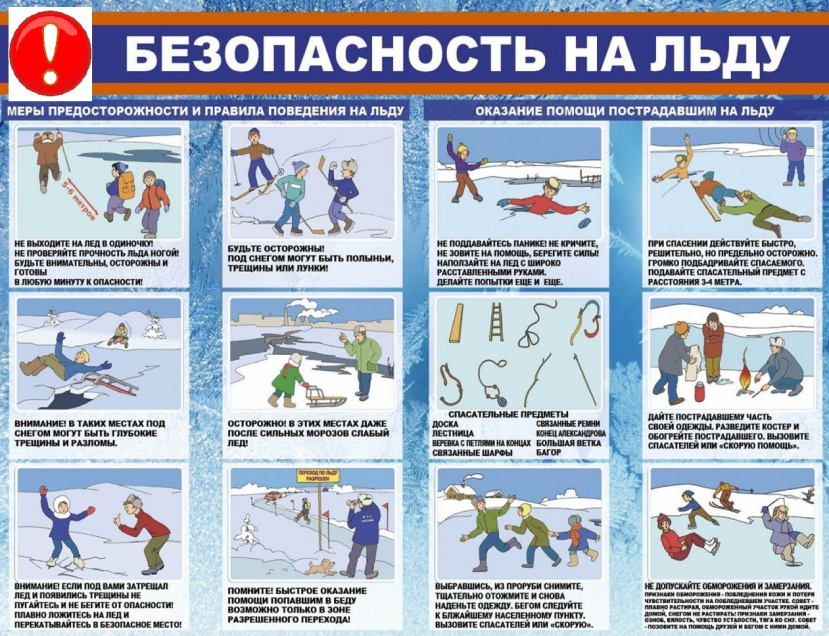 БЕЗОПАСНОСТЬ НА ЛЬДУ
МЕРЫ ПРЕДОСТОРОЖНОСТИ И ПРАВИЛА ПОВЕДЕНИЯ НА ЛЬДУ
5-6 метров
НЕ ВЫХОДИТЕ НА ЛЕД В ОДИНОЧКУ!
НЕ ПРОВЕРЯЙТЕ ПРОЧНОСТЬ ЛЬДА НОГОЙ!
БУДЬТЕ ВНИМАТЕЛЬНЫ, ОСТОРОЖНЫ И
ГОТОВЫ
В ЛЮБУЮ МИНУТУ К ОПАСНОСТИ!
БУДЬТЕ ОСТОРОЖНЫ!
ПОД СНЕГОМ МОГУТ БЫТЬ ПОЛЫНЬИ,
ТРЕЩИНЫ ИЛИ ЛУНКИ!
ВНИМАНИЕ! В ТАКИХ МЕСТАХ ПОД
СНЕГОМ МОГУТ БЫТЬ ГЛУБОКИЕ
ТРЕЩИНЫ И РАЗЛОМЫ.
ОСТОРОЖНО! В ЭТИХ МЕСТАХ ДАЖЕ
ПОСЛЕ СИЛЬНЫХ МОРОЗОВ СЛАБЫЙ
ЛЕД!
ВНИМАНИЕ! ЕСЛИ ПОД ВАМИ ЗАТРЕЩАЛ
ЛЕД И ПОЯВИЛИСЬ ТРЕЩИНЫ НЕ
ПУГАЙТЕСЬ И НЕ БЕГИТЕ ОТ ОПАСНОСТИ!
ПЛАВНО ЛОЖИТЕСЬ НА ЛЕД И
ПЕРЕКАТЫВАЙТЕСЬ В БЕЗОПАСНОЕ МЕСТО!
ПЕРЕХОД ПО ЛЬДУ
РАЗРЕШЕН
ПОМНИТЕ! БЫСТРОЕ ОКАЗАНИЕ
ПОМОЩИ ПОПАВШИМ В БЕДУ
ВОЗМОЖНО ТОЛЬКО В ЗОНЕ
РАЗРЕШЕННОГО ПЕРЕХОДА!
ОКАЗАНИЕ ПОМОЩИ ПОСТРАДАВШИМ НА ЛЬДУ
НЕ ПОДДАВАЙТЕСЬ ПАНИКЕ! НЕ КРИЧИТЕ,
НЕ ЗОВИТЕ НА ПОМОЩЬ, БЕРЕГИТЕ СИЛЫ!
НАПОЛЗАЙТЕ НА ЛЕД С ШИРОКО
РАССТАВЛЕННЫМИ РУКАМИ.
ДЕЛАЙТЕ ПОПЫТКИ ЕЩЕ И ЕЩЕ.
ПРИ СПАСЕНИИ ДЕЙСТВУЙТЕ БЫСТРО,
РЕШИТЕЛЬНО, НО ПРЕДЕЛЬНО ОСТОРОЖНО.
ГРОМКО ПОДБАДРИВАЙТЕ СПАСАЕМОГО.
ПОДАВАЙТЕ СПАСАТЕЛЬНЫЙ ПРЕДМЕТ С
РАССТОЯНИЯ 3-4 МЕТРА.
СПАСАТЕЛЬНЫЕ ПРЕДМЕТЫ
ДОСКА
ЛЕСТНИЦА
ВЕРЕВКА С ПЕТЛЯМИ НА КОНЦАХ
СВЯЗАННЫЕ ШАРФЫ
СВЯЗАННЫЕ РЕМНИ
КОНЕЦ АЛЕКСАНДРОВА
БОЛЬШАЯ ВЕТКА
БАГОР
ДАЙТЕ ПОСТРАДАВШЕМУ ЧАСТЬ
СВОЕЙ ОДЕЖДЫ. РАЗВЕДИТЕ КОСТЕР И
ОБОГРЕЙТЕ ПОСТРАДАВШЕГО. ВЫЗОВИТЕ
СПАСАТЕЛЕЙ ИЛИ «СКОРУЮ ПОМОЩЬ».
ВЫБРАВШИСЬ, ИЗ ПРОРУБИ СНИМИТЕ,
ТЩАТЕЛЬНО ОТОЖМИТЕ И СНОВА
НАДЕНЬТЕ ОДЕЖДУ. БЕГОМ СЛЕДУЙТЕ
К БЛИЖАЙШЕМУ НАСЕЛЕННОМУ ПУНКТУ.
ВЫЗОВИТЕ СПАСАТЕЛЕЙ ИЛИ «СКОРУЮ».
НЕ ДОПУСКАЙТЕ ОБМОРОЖЕНИЯ И ЗАМЕРЗАНИЯ.
ПРИЗНАКИ ОБМОРОЖЕНИЯ - ПОБЛЕДНЕНИЯ КОЖИ И ПОТЕРЯ
ЧУВСТВИТЕЛЬНОСТИ НА ПОБЛЕДНЕВШЕМ УЧАСТКЕ, СОВЕТ -
ПЛАВНО РАСТИРАЯ, ОБМОРОЖЕННЫЙ УЧАСТОК РУКОЙ ИДИТЕ
ДОМОЙ, СНЕГОМ НЕ РАСТИРАТЬ! ПРИЗНАКИ ЗАМЕРЗАНИЯ -
ОЗНОБ, ВЯЛОСТЬ, ЧУВСТВО УСТАЛОСТИ, ТЯГА КО СНУ. СОВЕТ
- ПОЗОВИТЕ НА ПОМОЩЬ ДРУЗЕЙ И БЕГОМ С НИМИ ДОМОЙ.